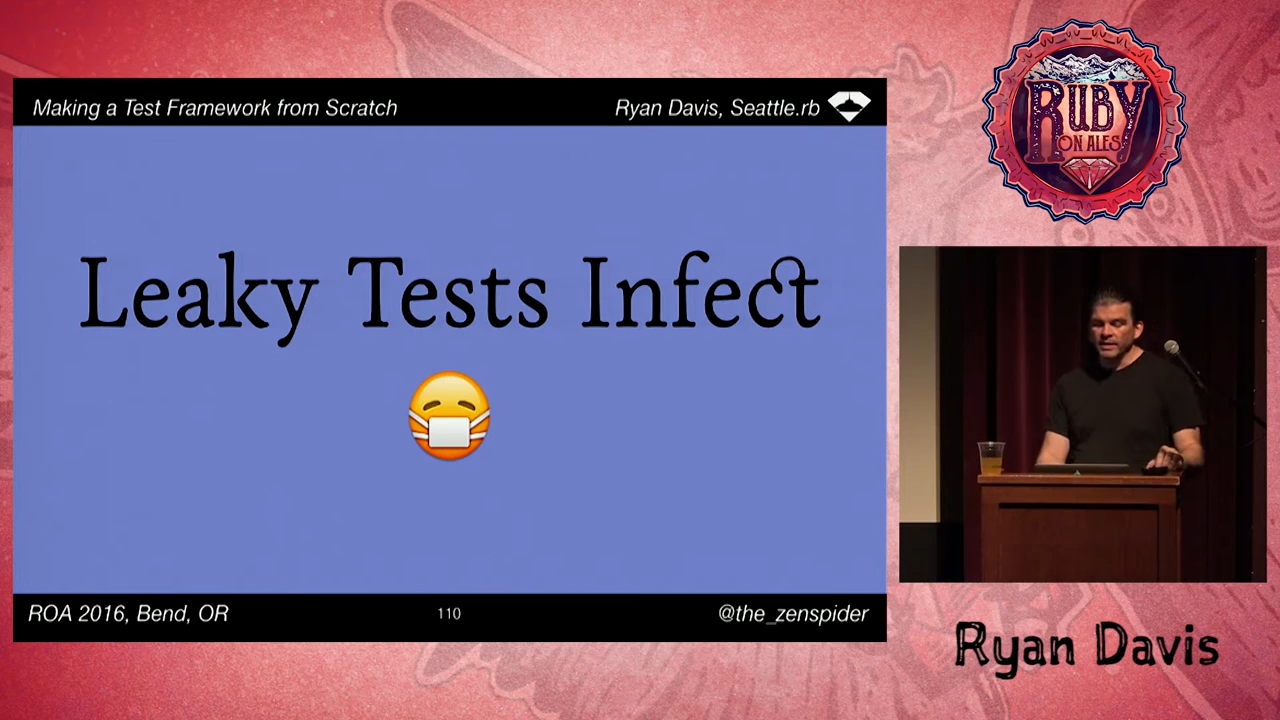 Making a Test Framework from Scratch
Ryan Davis, Seattle.rb
Leaky Tests Infect
ROA 2016, Bend, OR
110
@the_zenspider
RUBY
ON ALES
Ryan Davis